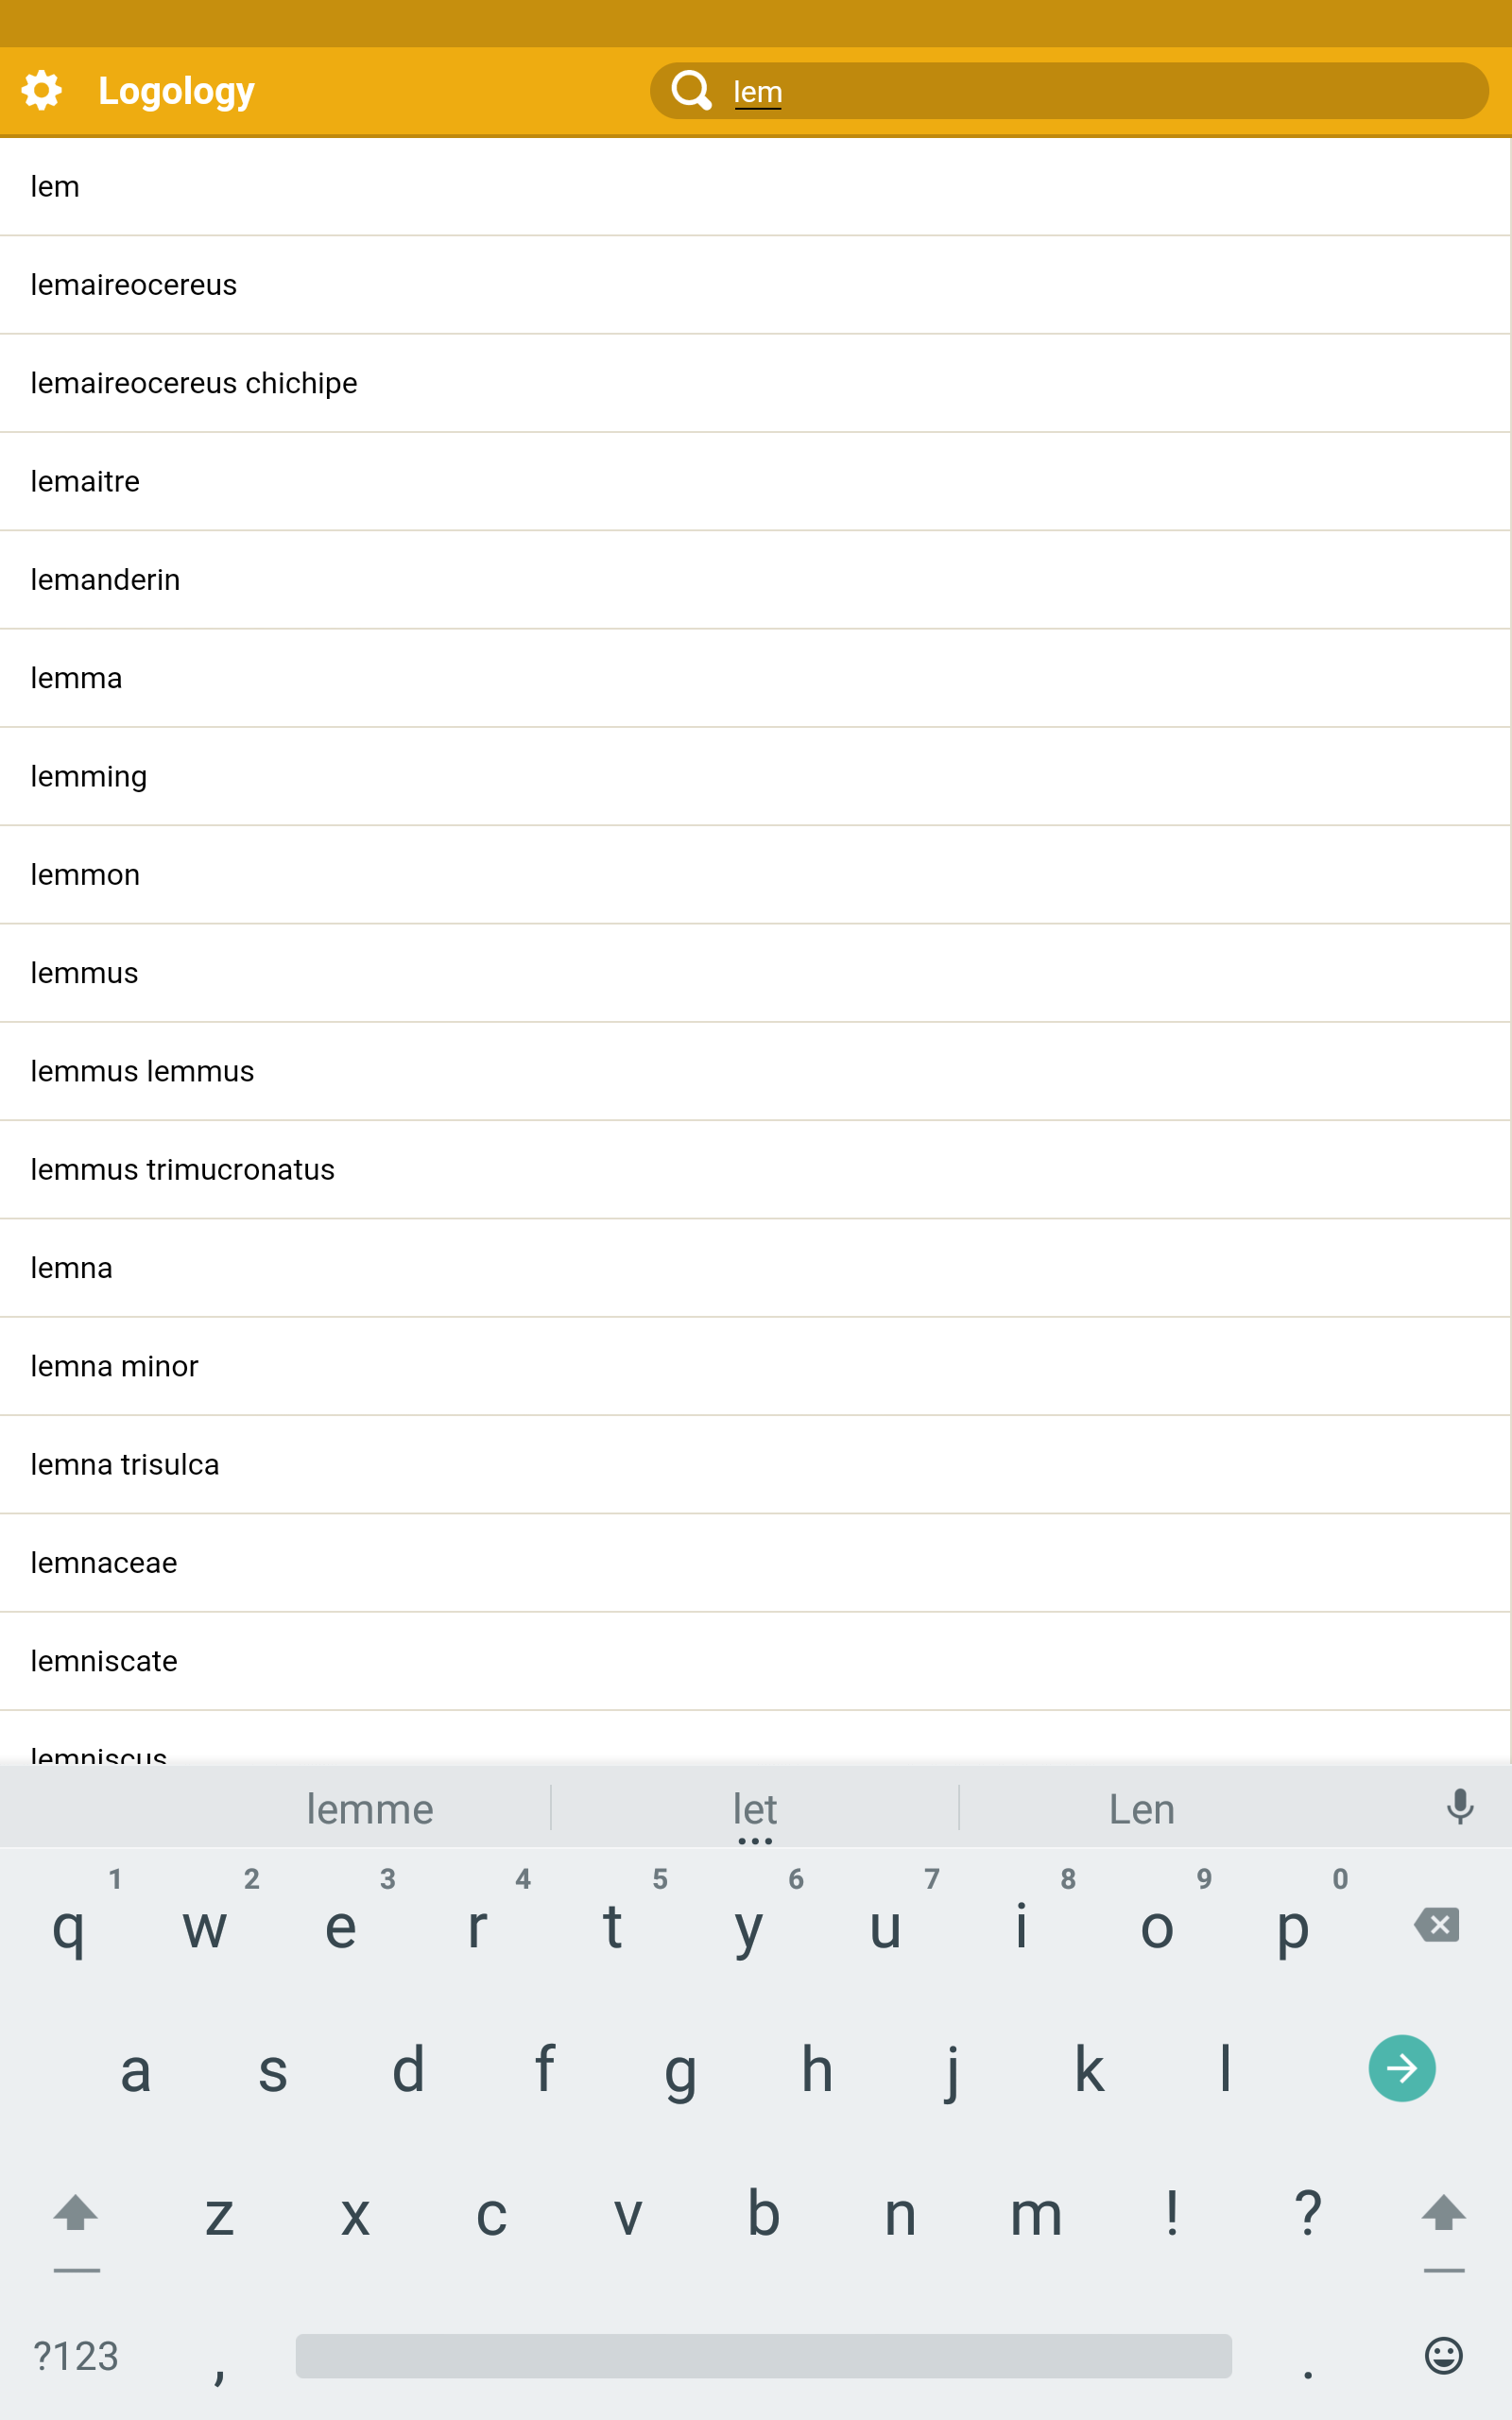 Logology
lem
lem
lemaireocereus
lemaireocereus chichipe
lemaitre
lemanderin
lemma
lemming
lemmon
lemmus
lemmus lemmus
lemmus trimucronatus
lemna
lemna minor
lemna trisulca
lemnaceae
lemniscate
lemniscus
lemme let Len
1 2 3 4 5 6 7 8 9 0
q w e r t y u i o p
a s d f g h j k l
z x c v b n m ! ?
?123 , .